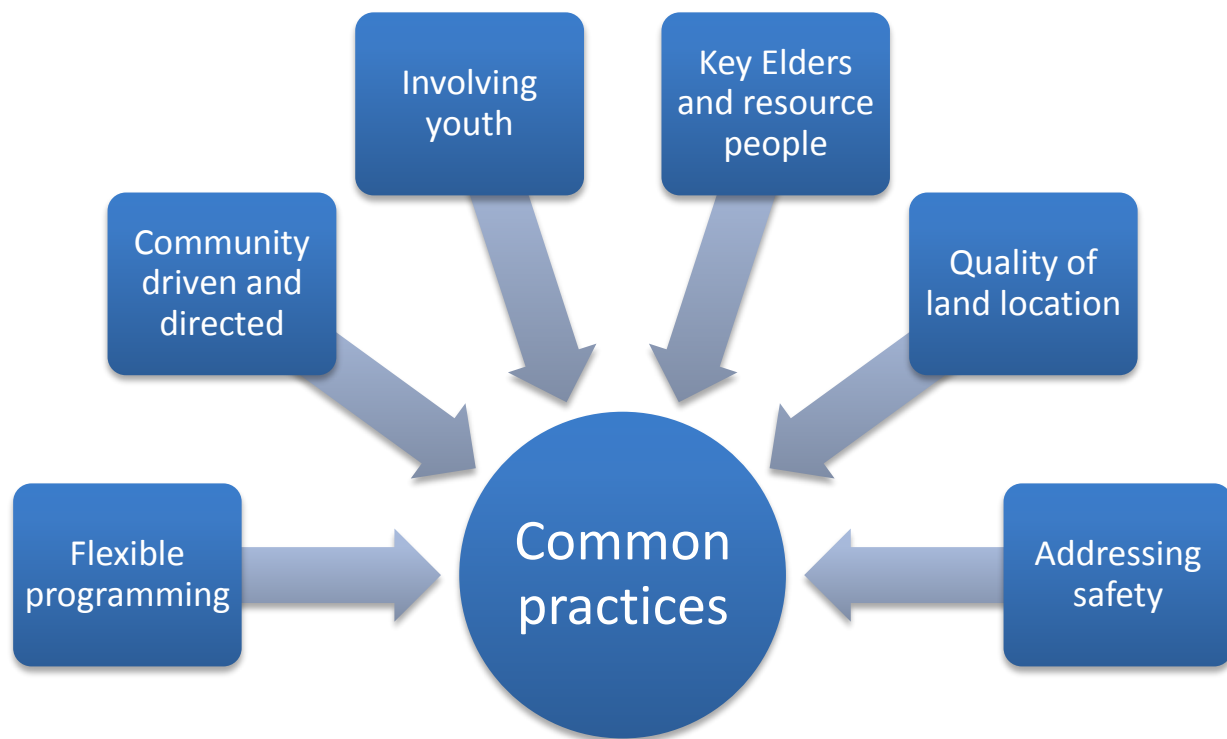 Flexible
programming
Community
driven and
directed
Involving
youth
Key Elders
and resource
people
Quality of
land location
Addressing
safety
Common
practices